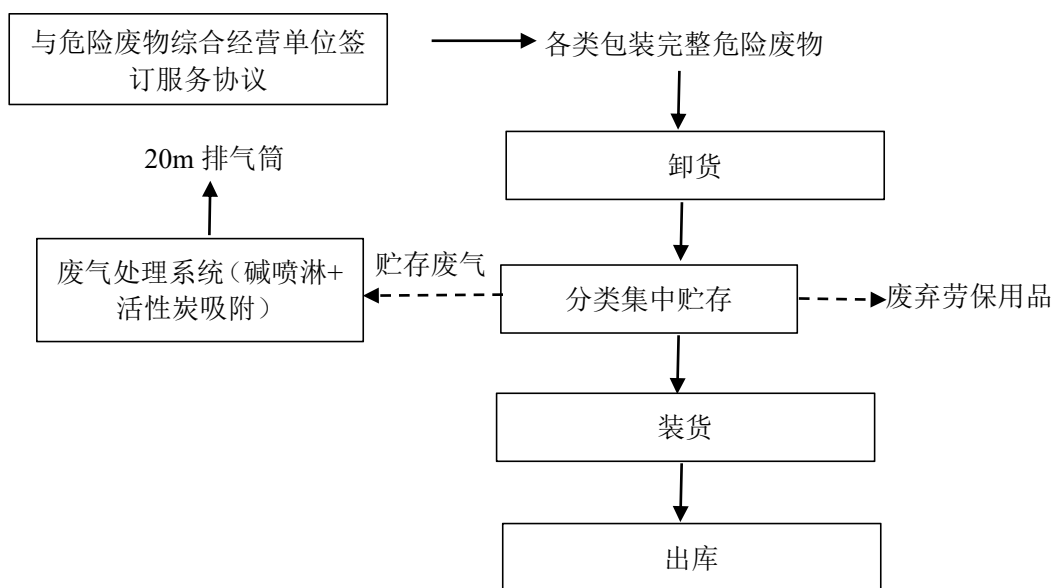 与危险废物综合经营单位签
订服务协议
各类包装完整危险废物
20m 排气筒
卸货
废气处理系统（碱喷淋+
活性炭吸附）
贮存废气
分类集中贮存
废弃劳保用品
装货
出库